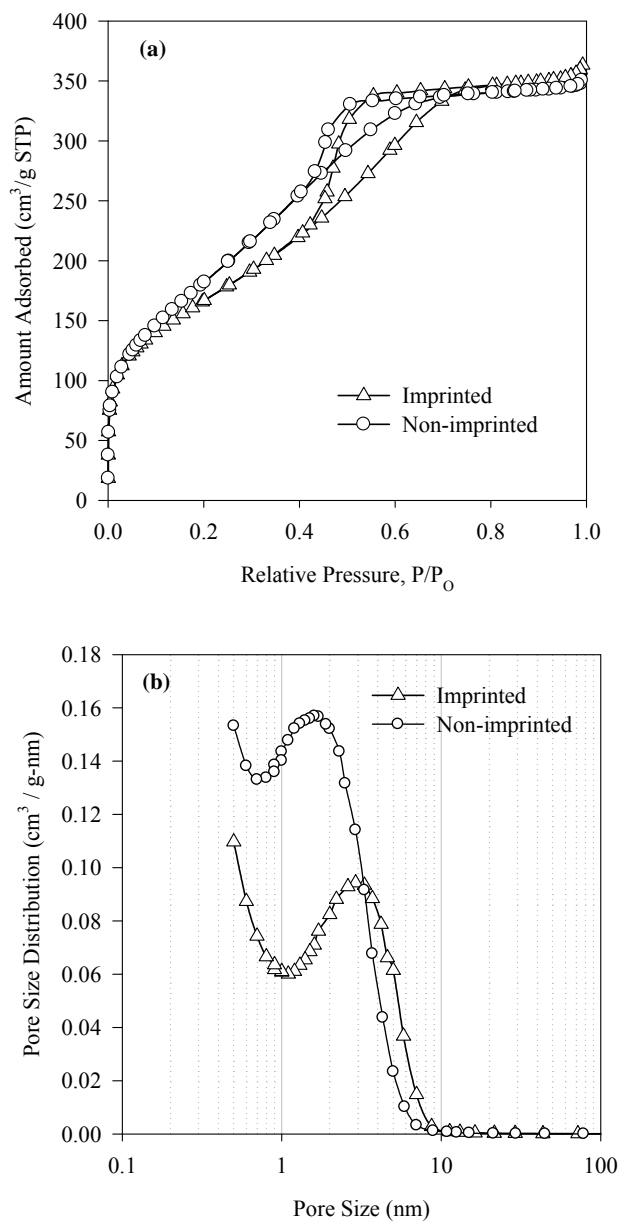 (a)
Amount Adsorbed (cm³/g STP)
400
350
300
250
200
150
100
50
0
Imprinted
Non-imprinted
0.0 0.2 0.4 0.6 0.8 1.0
Relative Pressure, P/P_O
(b)
Pore Size Distribution (cm³ / g-nm)
0.18
0.16
0.14
0.12
0.10
0.08
0.06
0.04
0.02
0.00
Imprinted
Non-imprinted
0.1 1 10 100
Pore Size (nm)